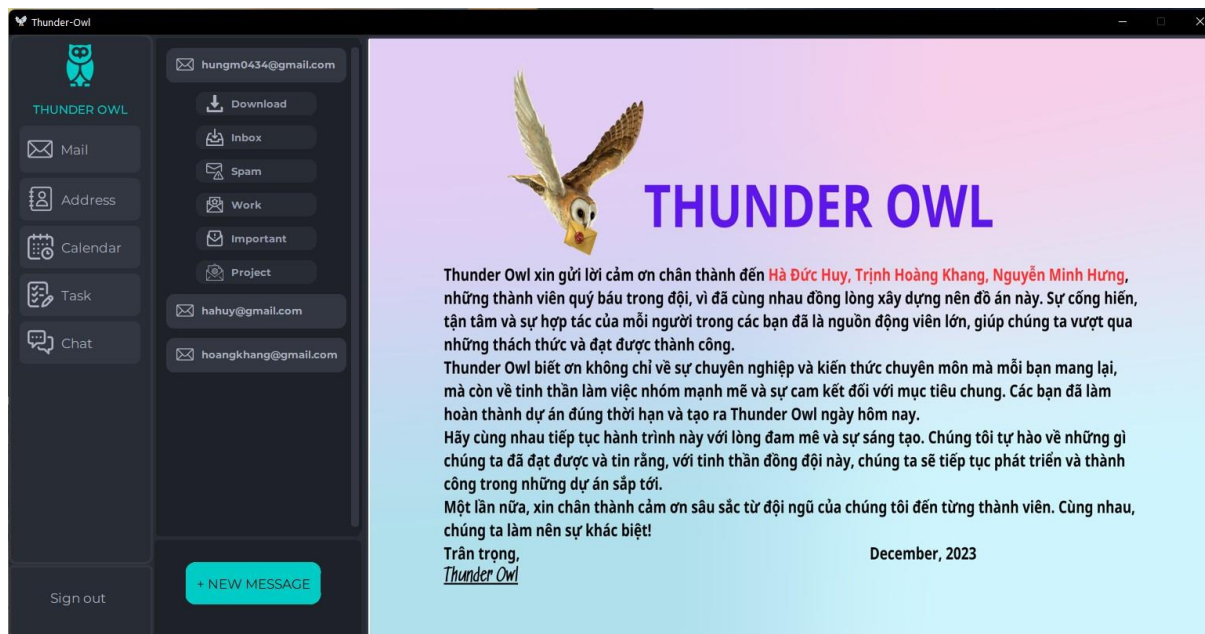 Thunder-Owl
THUNDER OWL
Mail
Address
Calendar
Task
Chat
Sign out
hungm0434@gmail.com
Download
Inbox
Spam
Work
Important
Project
hahuy@gmail.com
hoangkhang@gmail.com
+ NEW MESSAGE
THUNDER OWL
Thunder Owl xin gửi lời cảm ơn chân thành đến Hà Đức Huy, Trịnh Hoàng Khang, Nguyễn Minh Hưng,
những thành viên quý báu trong đội, vì đã cùng nhau đồng lòng xây dựng nên đồ án này. Sự cống hiến,
tận tâm và sự hợp tác của mỗi người trong các bạn đã là nguồn động viên lớn, giúp chúng ta vượt qua
những thách thức và đạt được thành công.
Thunder Owl biết ơn không chỉ về sự chuyên nghiệp và kiến thức chuyên môn mà mỗi bạn mang lại,
mà còn về tinh thần làm việc nhóm mạnh mẽ và sự cam kết đối với mục tiêu chung. Các bạn đã làm
hoàn thành dự án đúng thời hạn và tạo ra Thunder Owl ngày hôm nay.
Hãy cùng nhau tiếp tục hành trình này với lòng đam mê và sự sáng tạo. Chúng tôi tự hào về những gì
chúng ta đã đạt được và tin rằng, với tinh thần đồng đội này, chúng ta sẽ tiếp tục phát triển và thành
công trong những dự án sắp tới.
Một lần nữa, xin chân thành cảm ơn sâu sắc từ đội ngũ của chúng tôi đến từng thành viên. Cùng nhau,
chúng ta làm nên sự khác biệt!
Trân trọng, December, 2023
Thunder Owl